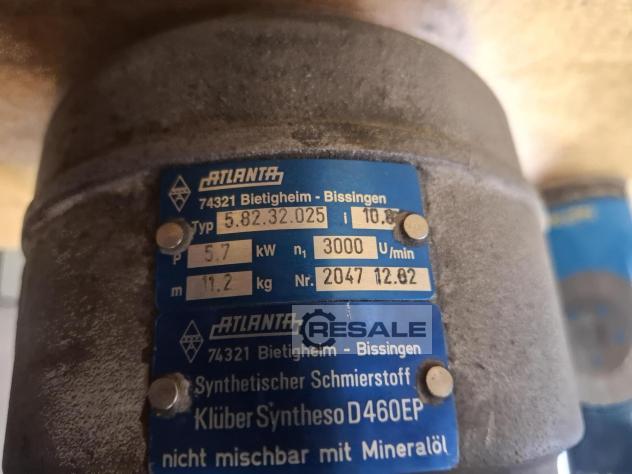 ATLANTA
74321 Bietigheim - Bissingen
Typ 5.82.32.025 i
P 5.7 kW n1 3000 U/min
m 11.2 kg Nr. 2047 12.02
ATLANTA RESALE
74321 Bietigheim - Bissingen
Synthetischer Schmierstoff
Klüber Syntheso D460EP
nicht mischbar mit Mineralöl